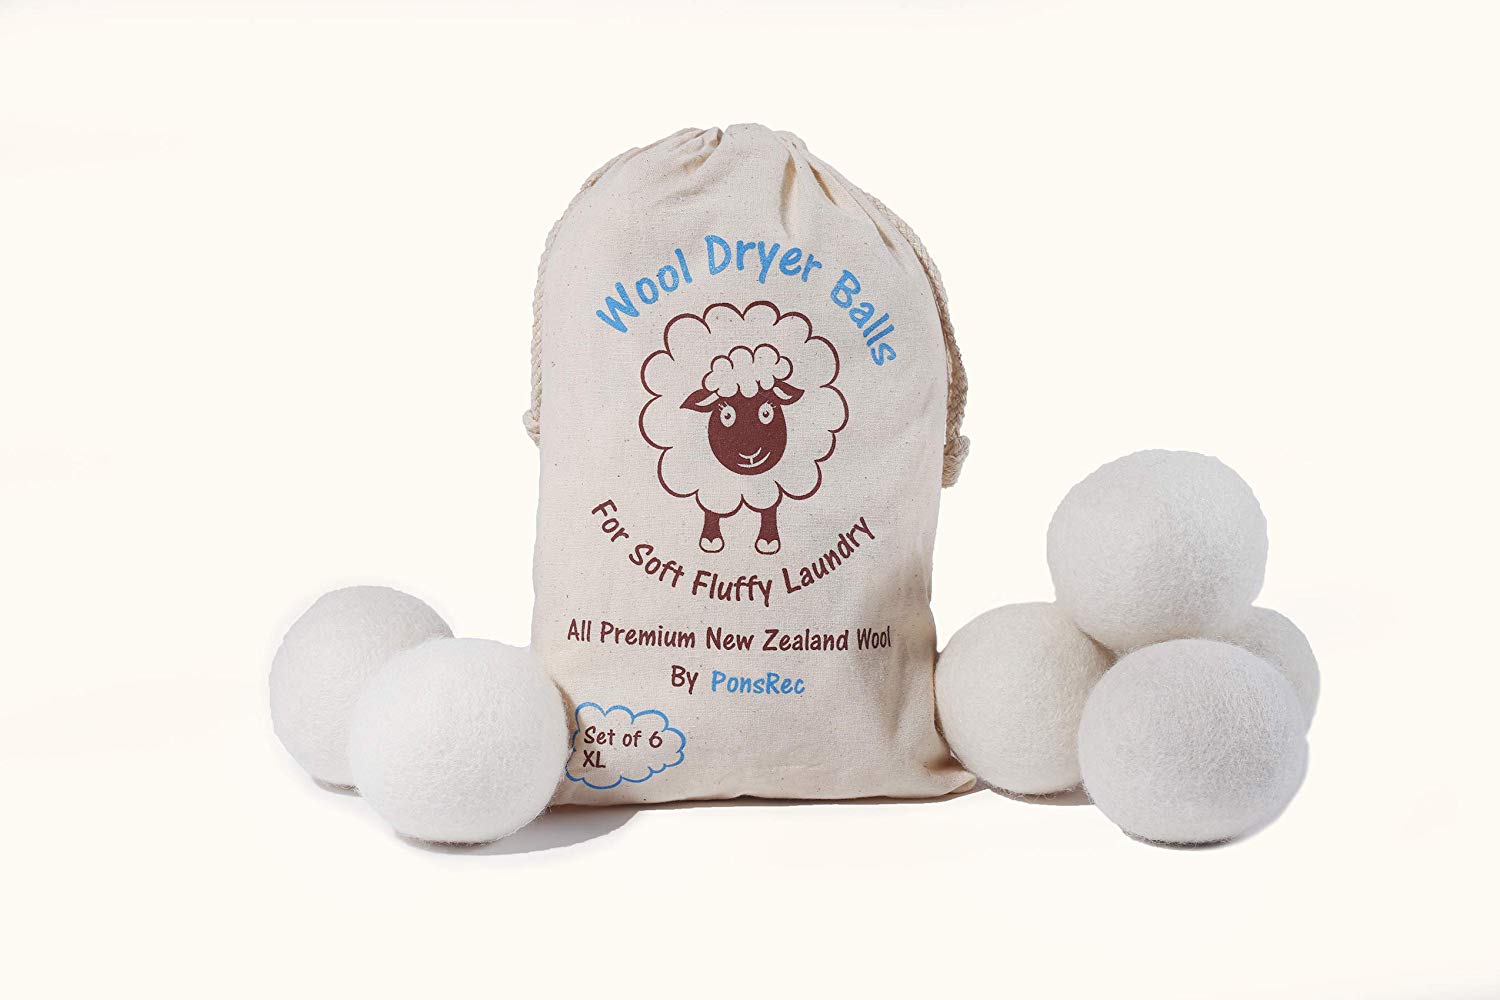 Wool Dryer Balls
For Soft Fluffy Laundry
All Premium New Zealand Wool
By PonsRec
Set of 6
XL